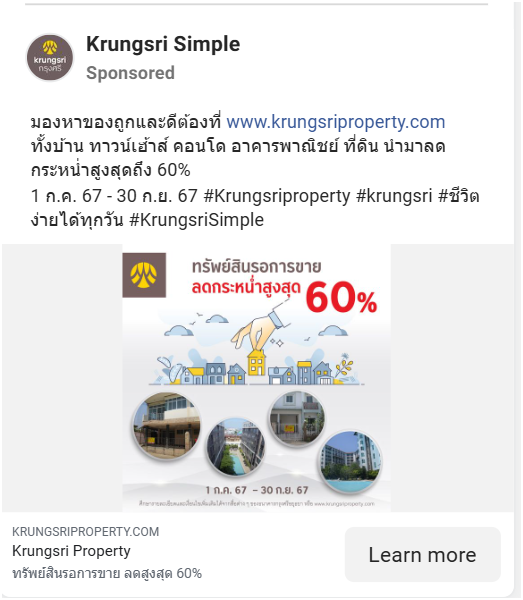 Krungsri Simple
Sponsored
krungsri
กรุงศรี
มองหาของถูกและดีต้องที่ www.krungsriproperty.com
ทั้งบ้าน ทาวน์เฮ้าส์ คอนโด อาคารพาณิชย์ ที่ดิน นำมาลด
กระหน่ำสูงสุดถึง 60%
1 ก.ค. 67 - 30 ก.ย. 67 #Krungsriproperty #krungsri #ชีวิต
ง่ายได้ทุกวัน #KrungsriSimple
ทรัพย์สินรอการขาย
ลดกระหน่ำสูงสุด 60%
1 ก.ค. 67 - 30 ก.ย. 67
www.krungsriproperty.com
KRUNGSRIPROPERTY.COM
Krungsri Property
ทรัพย์สินรอการขาย ลดสูงสุด 60%
Learn more